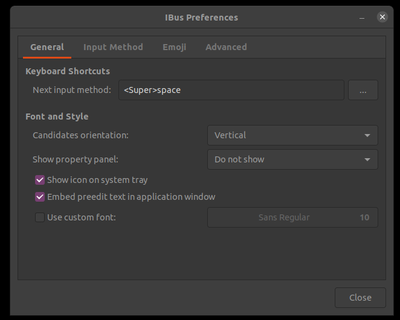 IBus Preferences
General Input Method Emoji Advanced
Keyboard Shortcuts
Next input method: <Super>space ...
Font and Style
Candidates orientation: Vertical
Show property panel: Do not show
Show icon on system tray
Embed preedit text in application window
Use custom font: Sans Regular 10
Close